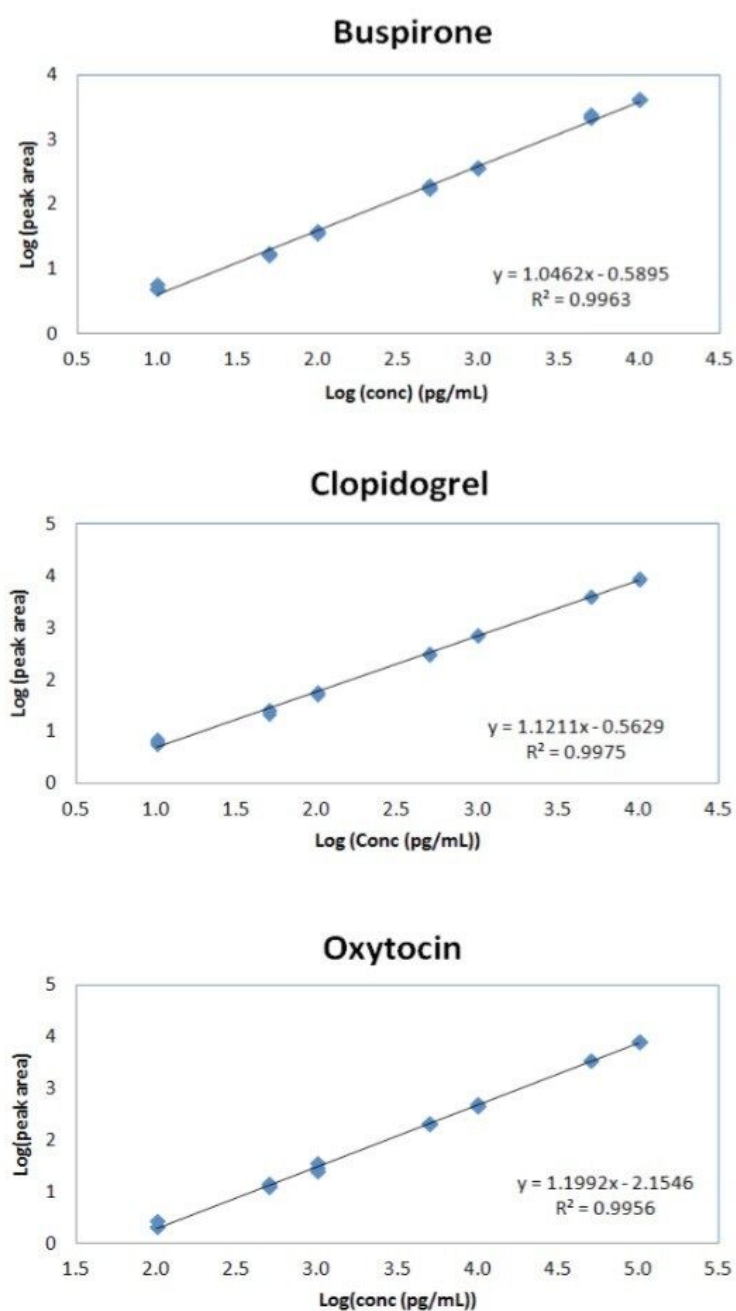 Buspirone
4
3
2
1
0
Log (peak area)
y = 1.0462x - 0.5895
R² = 0.9963
0.5 1.0 1.5 2.0 2.5 3.0 3.5 4.0 4.5
Log (conc) (pg/mL)
Clopidogrel
5
4
3
2
1
0
Log (peak area)
y = 1.1211x - 0.5629
R² = 0.9975
0.5 1.0 1.5 2.0 2.5 3.0 3.5 4.0 4.5
Log (Conc (pg/mL))
Oxytocin
5
4
3
2
1
0
Log(peak area)
y = 1.1992x - 2.1546
R² = 0.9956
1.5 2.0 2.5 3.0 3.5 4.0 4.5 5.0 5.5
Log(conc (pg/mL))